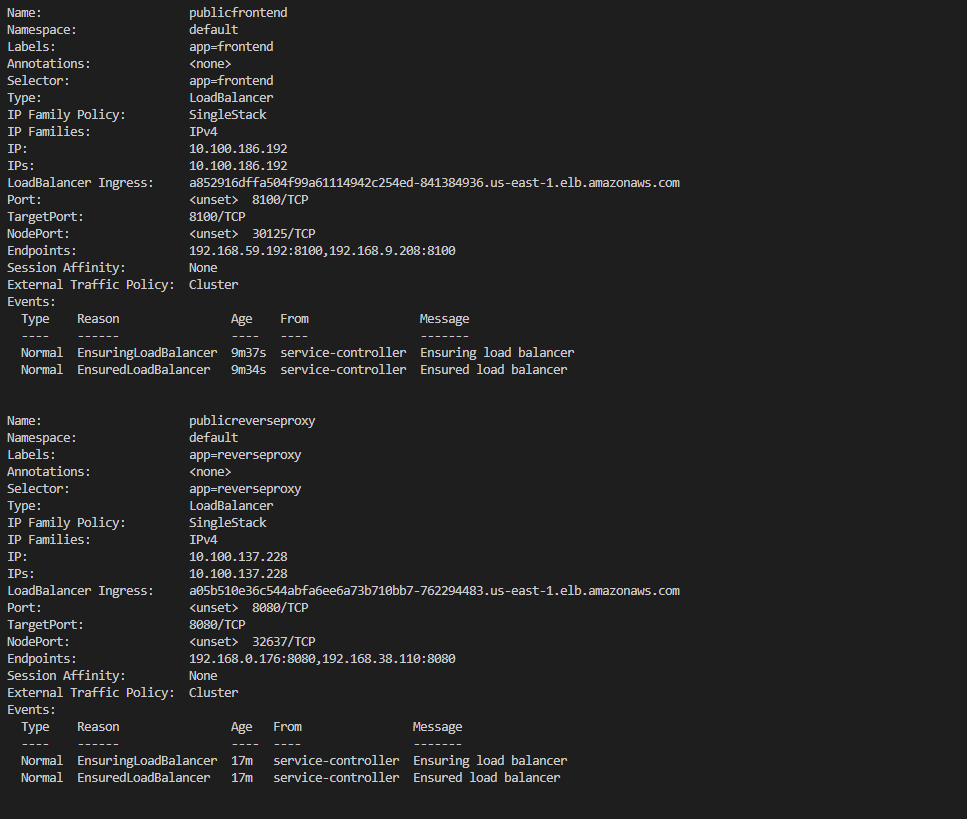 Name:                     publicfrontend
Namespace:                default
Labels:                   app=frontend
Annotations:              <none>
Selector:                 app=frontend
Type:                     LoadBalancer
IP Family Policy:         SingleStack
IP Families:              IPv4
IP:                       10.100.186.192
IPs:                      10.100.186.192
LoadBalancer Ingress:     a852916dffa504f99a61114942c254ed-841384936.us-east-1.elb.amazonaws.com
Port:                     <unset>  8100/TCP
TargetPort:               8100/TCP
NodePort:                 <unset>  30125/TCP
Endpoints:                192.168.59.192:8100,192.168.9.208:8100
Session Affinity:         None
External Traffic Policy:  Cluster
Events:
  Type    Reason                Age    From                Message
  ----    ------                ----   ----                -------
  Normal  EnsuringLoadBalancer  9m37s  service-controller  Ensuring load balancer
  Normal  EnsuredLoadBalancer   9m34s  service-controller  Ensured load balancer
Name:                     publicreverseproxy
Namespace:                default
Labels:                   app=reverseproxy
Annotations:              <none>
Selector:                 app=reverseproxy
Type:                     LoadBalancer
IP Family Policy:         SingleStack
IP Families:              IPv4
IP:                       10.100.137.228
IPs:                      10.100.137.228
LoadBalancer Ingress:     a05b510e36c544abfa6ee6a73b710bb7-762294483.us-east-1.elb.amazonaws.com
Port:                     <unset>  8080/TCP
TargetPort:               8080/TCP
NodePort:                 <unset>  32637/TCP
Endpoints:                192.168.0.176:8080,192.168.38.110:8080
Session Affinity:         None
External Traffic Policy:  Cluster
Events:
  Type    Reason                Age   From                Message
  ----    ------                ----  ----                -------
  Normal  EnsuringLoadBalancer  17m   service-controller  Ensuring load balancer
  Normal  EnsuredLoadBalancer   17m   service-controller  Ensured load balancer